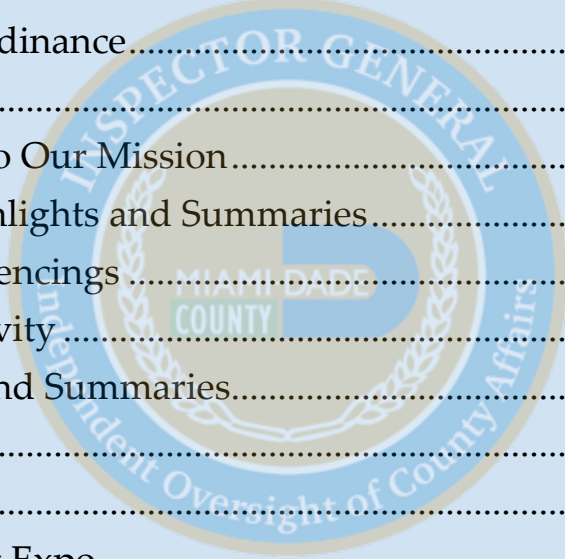 dinance
o Our Mission
hlights and Summaries
encings
vity
nd Summaries
Expo
INSPECTOR GENERAL
MIAMI-DADE
COUNTY
Independent Oversight of County Affairs